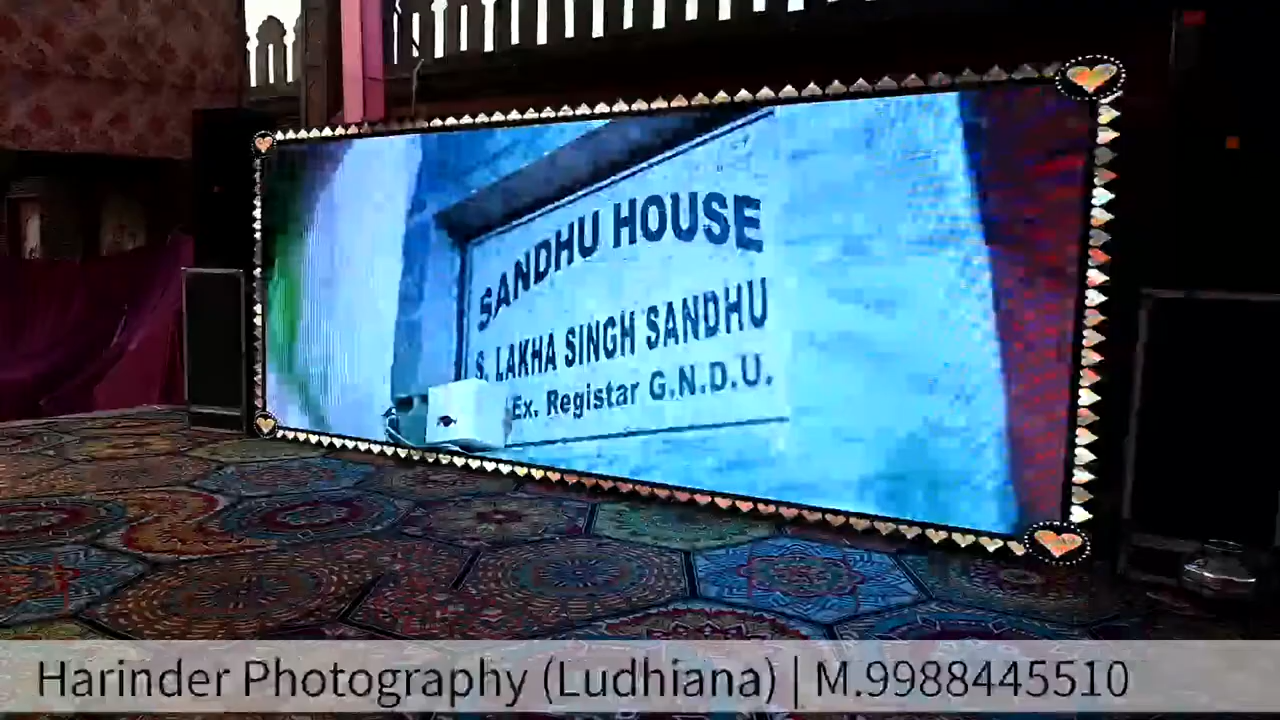 SANDHU HOUSE
S. LAKHA SINGH SANDHU
Ex. Registar G.N.D.U.
Harinder Photography (Ludhiana) | M.9988445510